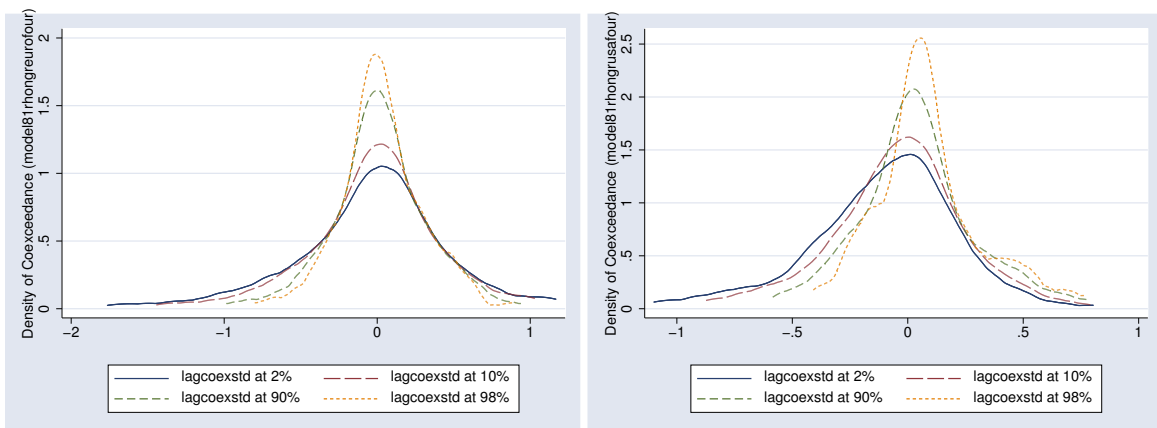 Density of Coexceedance (model81rhongreurofour)
2
1.5
1
.5
0
−2
−1
0
1
lagcoexstd at 2%
lagcoexstd at 10%
lagcoexstd at 90%
lagcoexstd at 98%
Density of Coexceedance (model81rhongrusafour)
2.5
2
1.5
1
.5
0
−1
−.5
0
.5
1
lagcoexstd at 2%
lagcoexstd at 10%
lagcoexstd at 90%
lagcoexstd at 98%